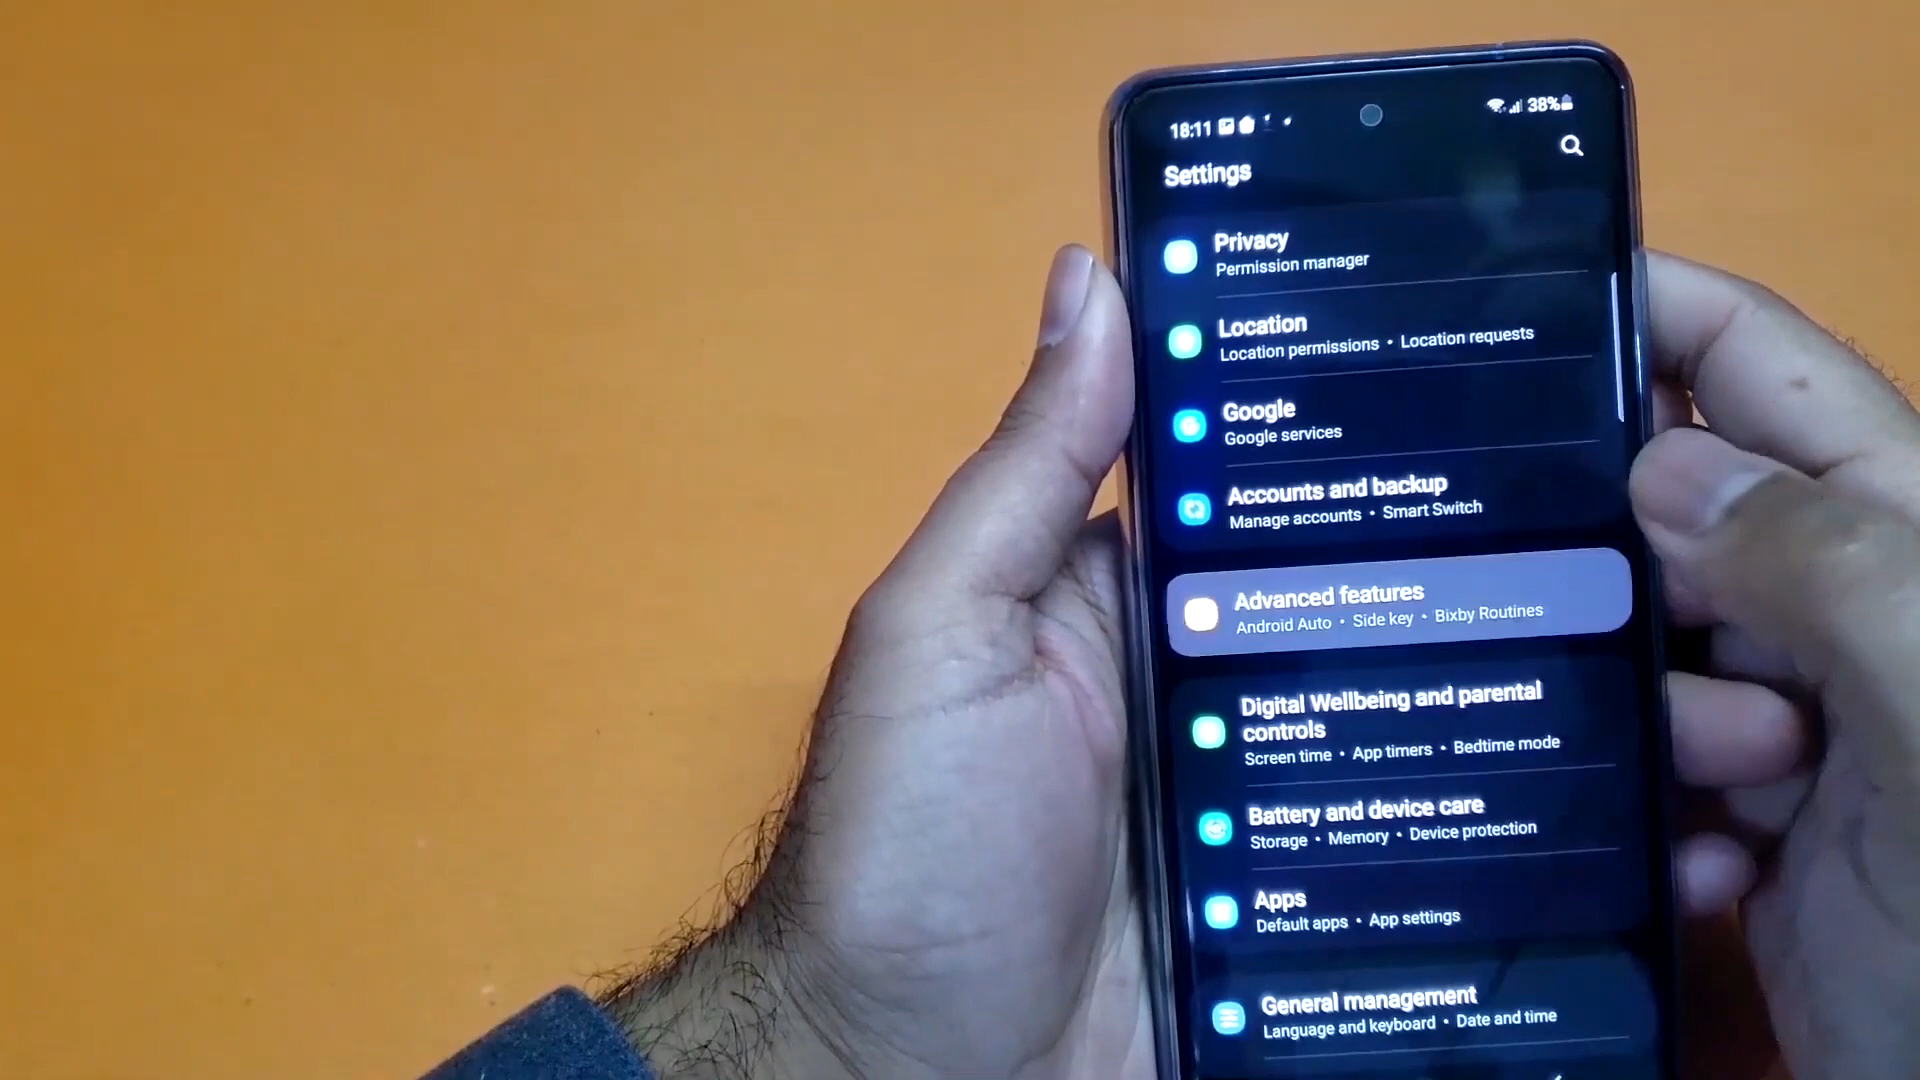 18:11
38%
Settings
Privacy
Permission manager
Location
Location permissions • Location requests
Google
Google services
Accounts and backup
Manage accounts • Smart Switch
Advanced features
Android Auto • Side key • Bixby Routines
Digital Wellbeing and parental
controls
Screen time • App timers • Bedtime mode
Battery and device care
Storage • Memory • Device protection
Apps
Default apps • App settings
General management
Language and keyboard • Date and time